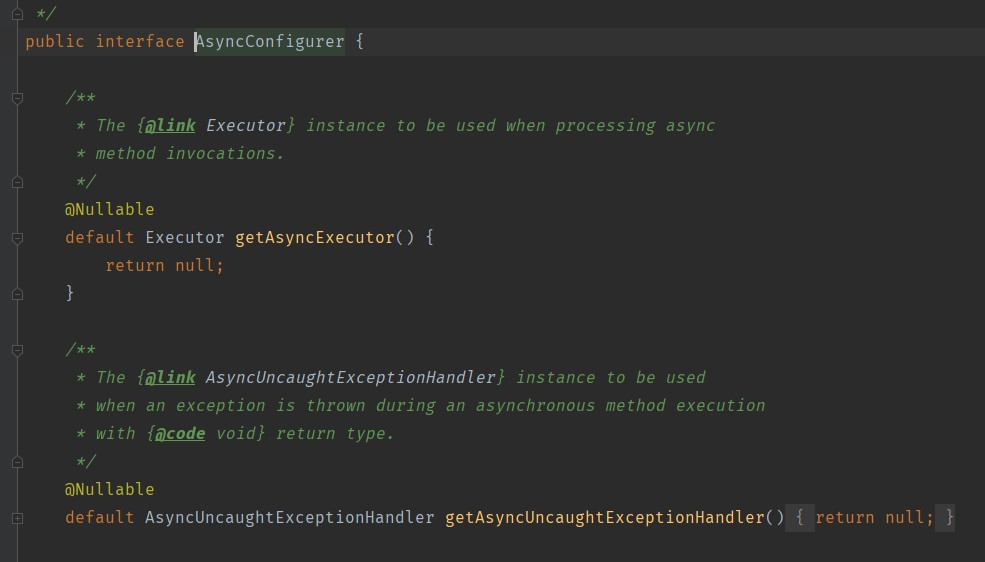 */
public interface AsyncConfigurer {
/**
* The {@link Executor} instance to be used when processing async
* method invocations.
*/
@Nullable
default Executor getAsyncExecutor() {
return null;
}
/**
* The {@link AsyncUncaughtExceptionHandler} instance to be used
* when an exception is thrown during an asynchronous method execution
* with {@code void} return type.
*/
@Nullable
default AsyncUncaughtExceptionHandler getAsyncUncaughtExceptionHandler() { return null; }